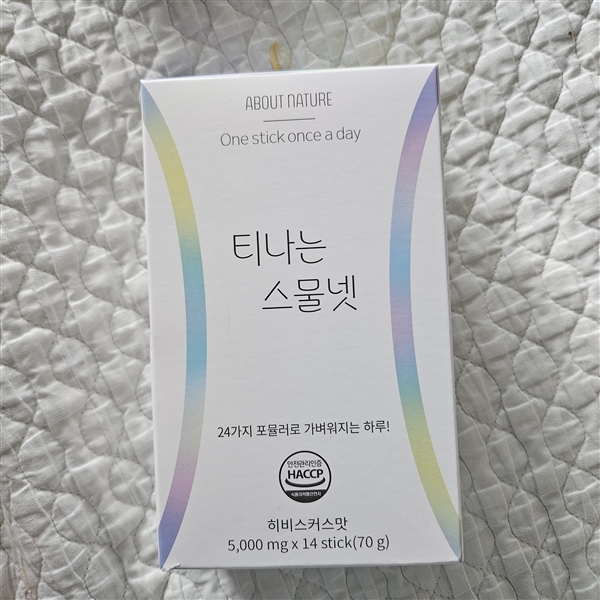 ABOUT NATURE
One stick once a day
티나는
스물넷
24가지 포뮬러로 가벼워지는 하루!
안전관리인증
HACCP
식품의약품안전처
히비스커스맛
5,000 mg x 14 stick(70 g)